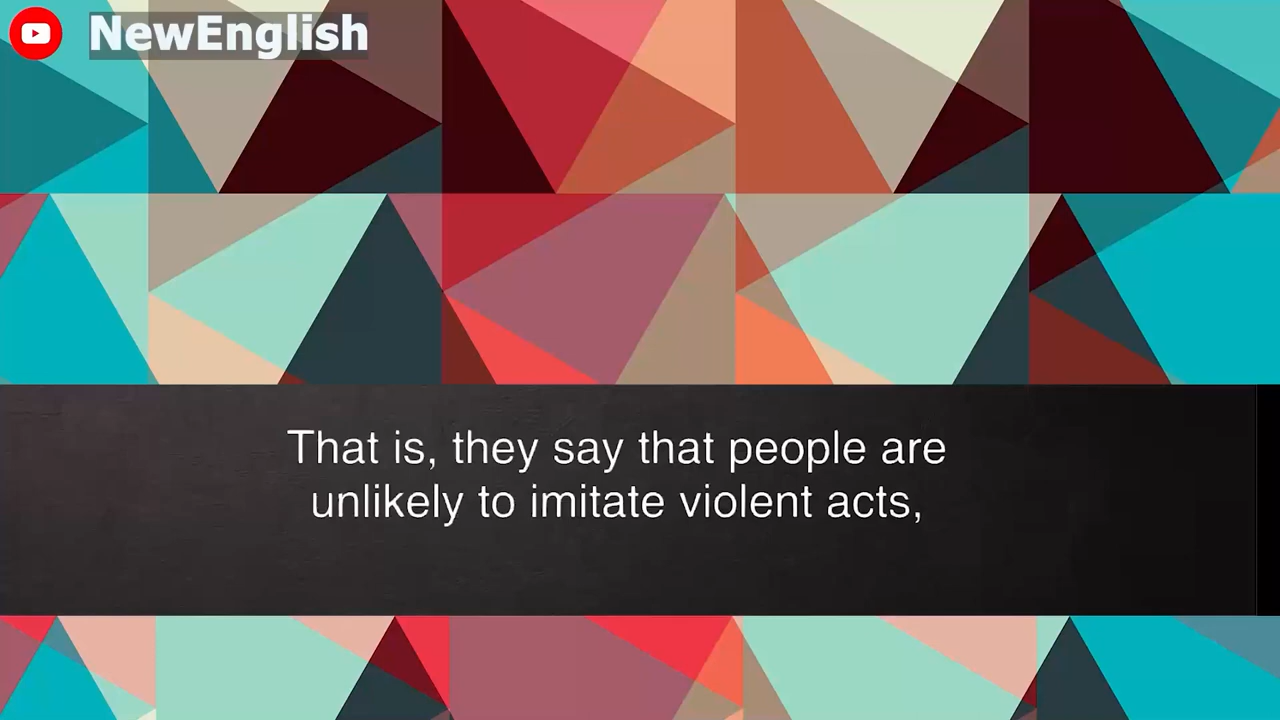 NewEnglish
That is, they say that people are
unlikely to imitate violent acts,